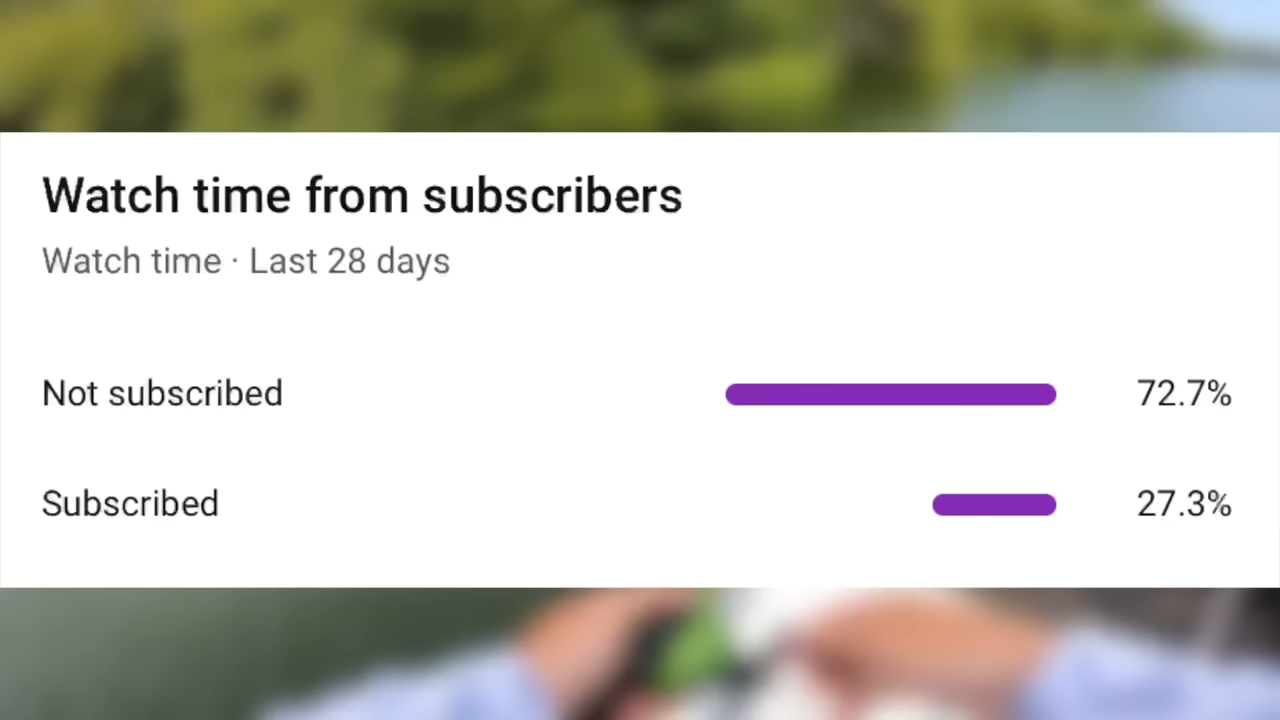 Watch time from subscribers
Watch time · Last 28 days
Not subscribed 72.7%
Subscribed 27.3%